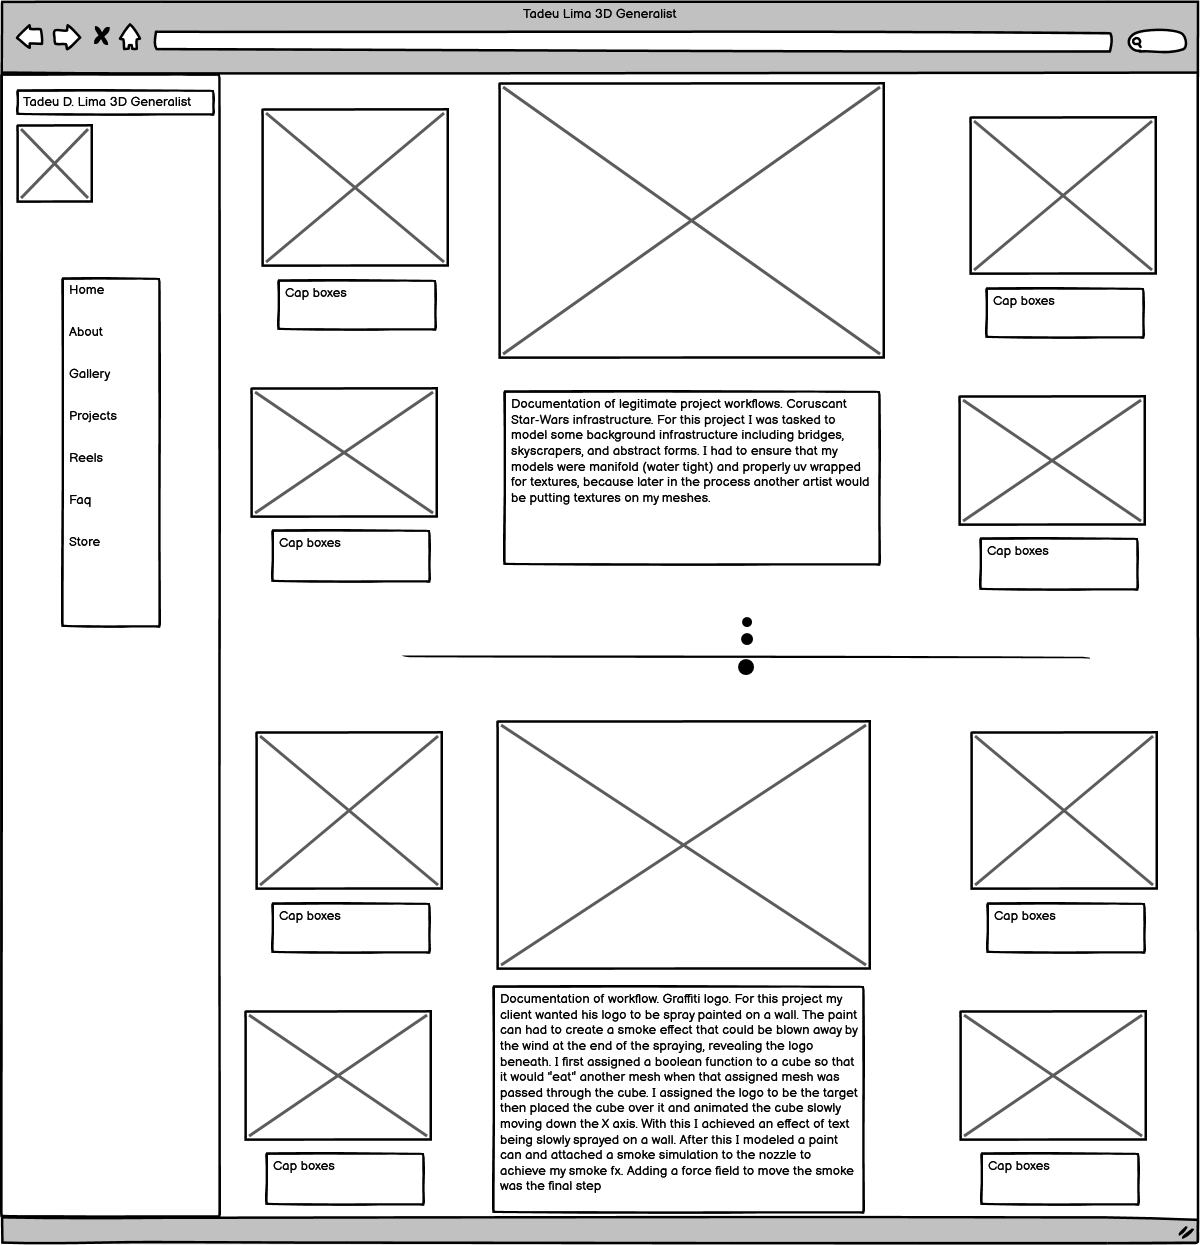 Tadeu Lima 3D Generalist
Tadeu D. Lima 3D Generalist
Home
About
Gallery
Projects
Reels
Faq
Store
Cap boxes
Cap boxes
Cap boxes
Documentation of legitimate project workflows. Coruscant
Star-Wars infrastructure. For this project I was tasked to
model some background infrastructure including bridges,
skyscrapers, and abstract forms. I had to ensure that my
models were manifold (water tight) and properly uv wrapped
for textures, because later in the process another artist would
be putting textures on my meshes.
Cap boxes
Cap boxes
Cap boxes
Documentation of workflow. Graffiti logo. For this project my
client wanted his logo to be spray painted on a wall. The paint
can had to create a smoke effect that could be blown away by
the wind at the end of the spraying, revealing the logo
beneath. I first assigned a boolean function to a cube so that
it would "eat" another mesh when that assigned mesh was
passed through the cube. I assigned the logo to be the target
then placed the cube over it and animated the cube slowly
moving down the X axis. With this I achieved an effect of text
being slowly sprayed on a wall. After this I modeled a paint
can and attached a smoke simulation to the nozzle to
achieve my smoke fx. Adding a force field to move the smoke
was the final step
Cap boxes
Cap boxes